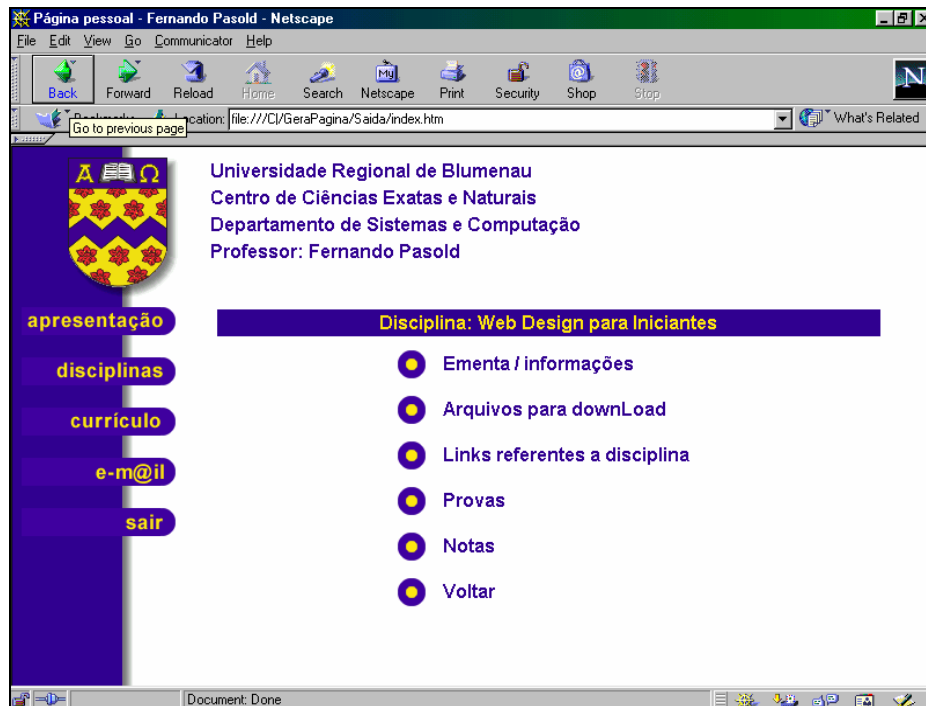 Página pessoal - Fernando Pasold - Netscape
File Edit View Go Communicator Help
Back Forward Reload Home Search Netscape Print Security Shop Stop
My
N
Location: file:///C|/GeraPagina/Saida/index.htm What's Related
Go to previous page
Α Ω
Universidade Regional de Blumenau
Centro de Ciências Exatas e Naturais
Departamento de Sistemas e Computação
Professor: Fernando Pasold
apresentação
disciplinas
currículo
e-m@il
sair
Disciplina: Web Design para Iniciantes
Ementa / informações
Arquivos para downLoad
Links referentes a disciplina
Provas
Notas
Voltar
Document: Done